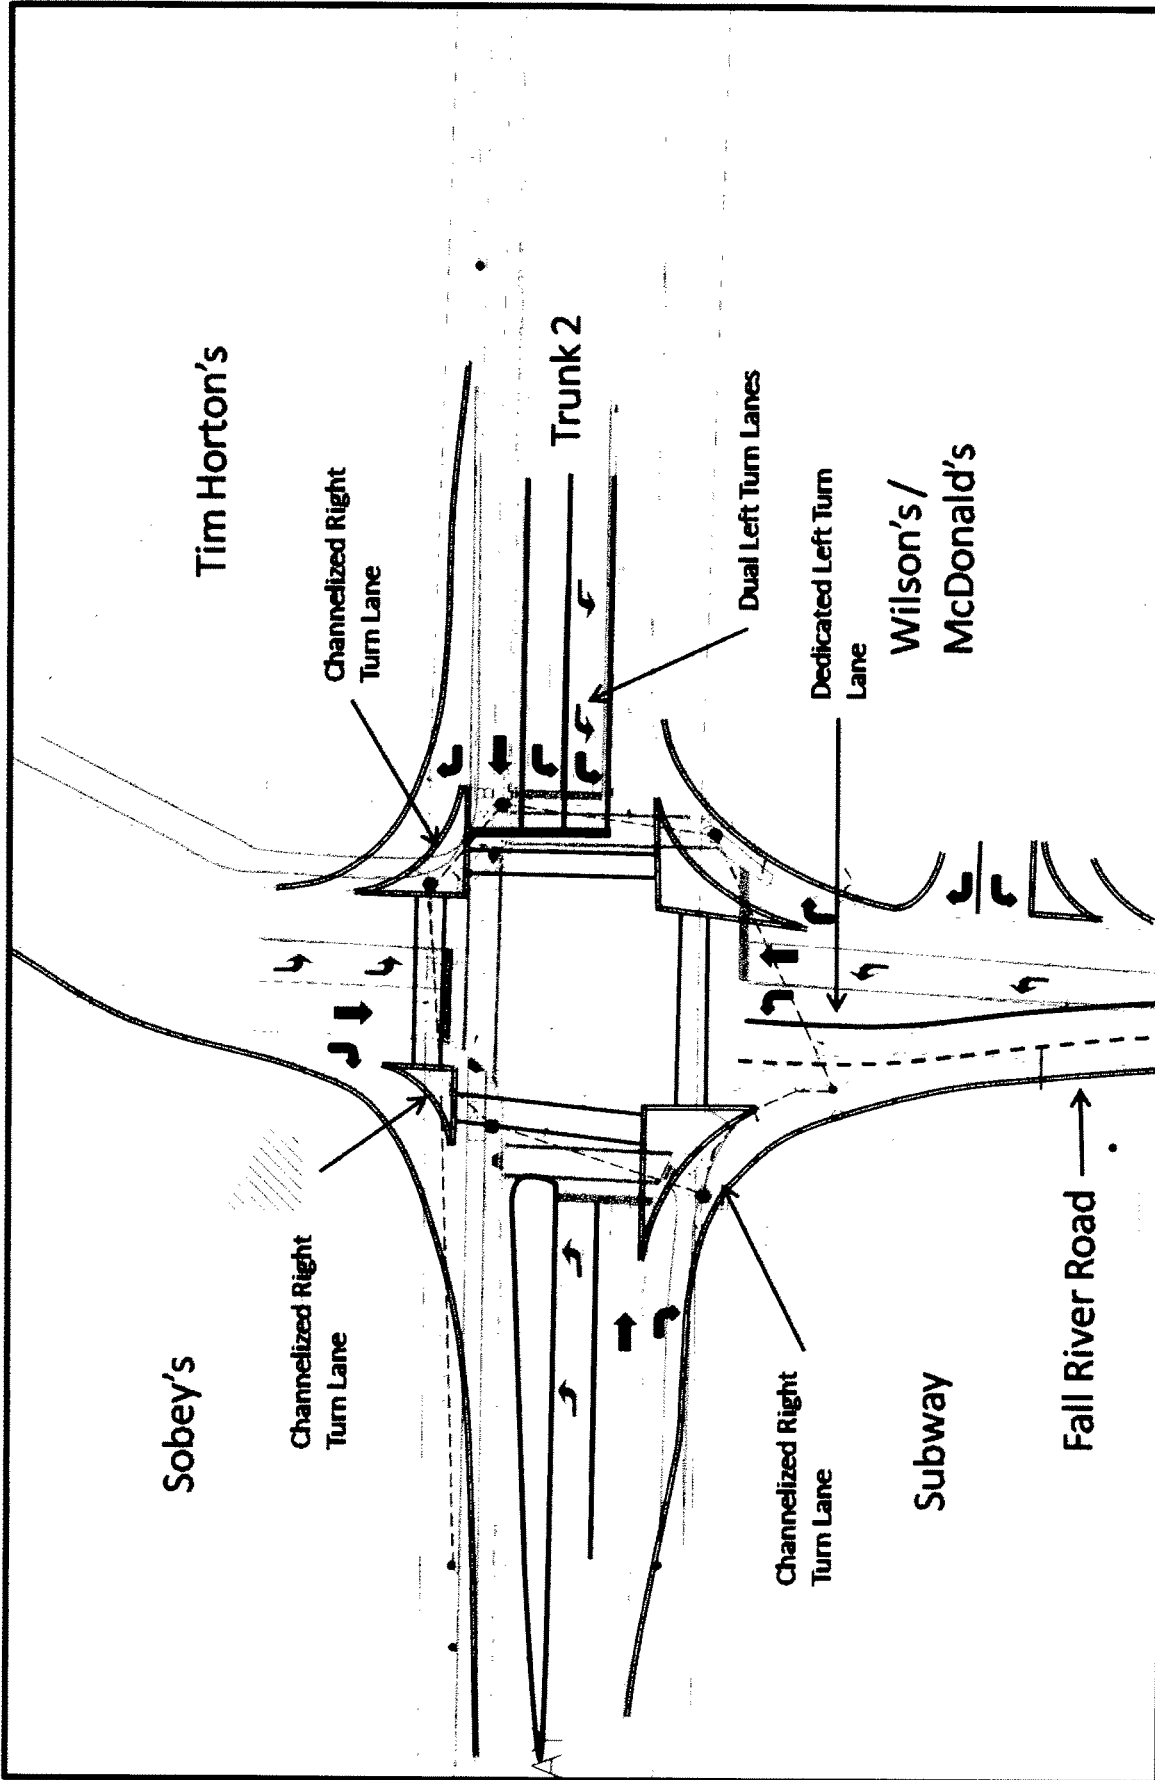 Sobey's
Tim Horton's
Channelized Right
Turn Lane
Channelized Right
Turn Lane
Trunk 2
Dual Left Turn Lanes
Dedicated Left Turn
Lane
Channelized Right
Turn Lane
Wilson's /
McDonald's
Subway
Fall River Road